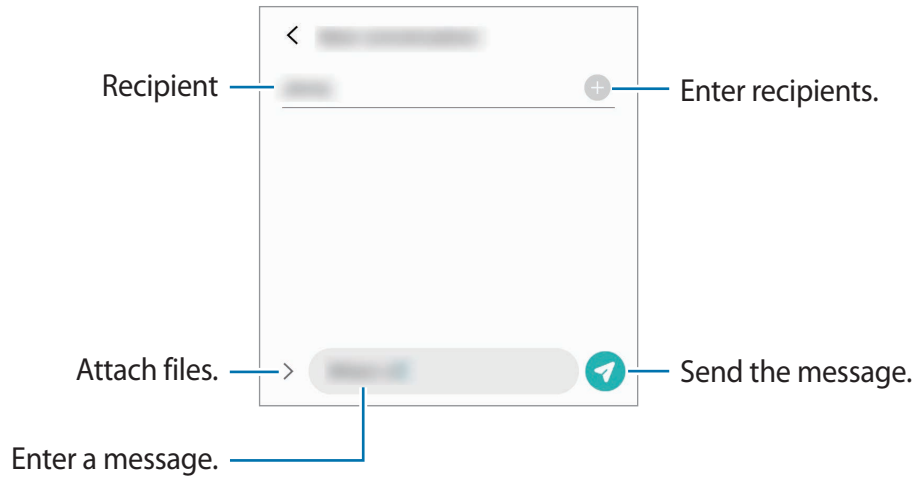 Recipient
Enter recipients.
Attach files.
Send the message.
Enter a message.